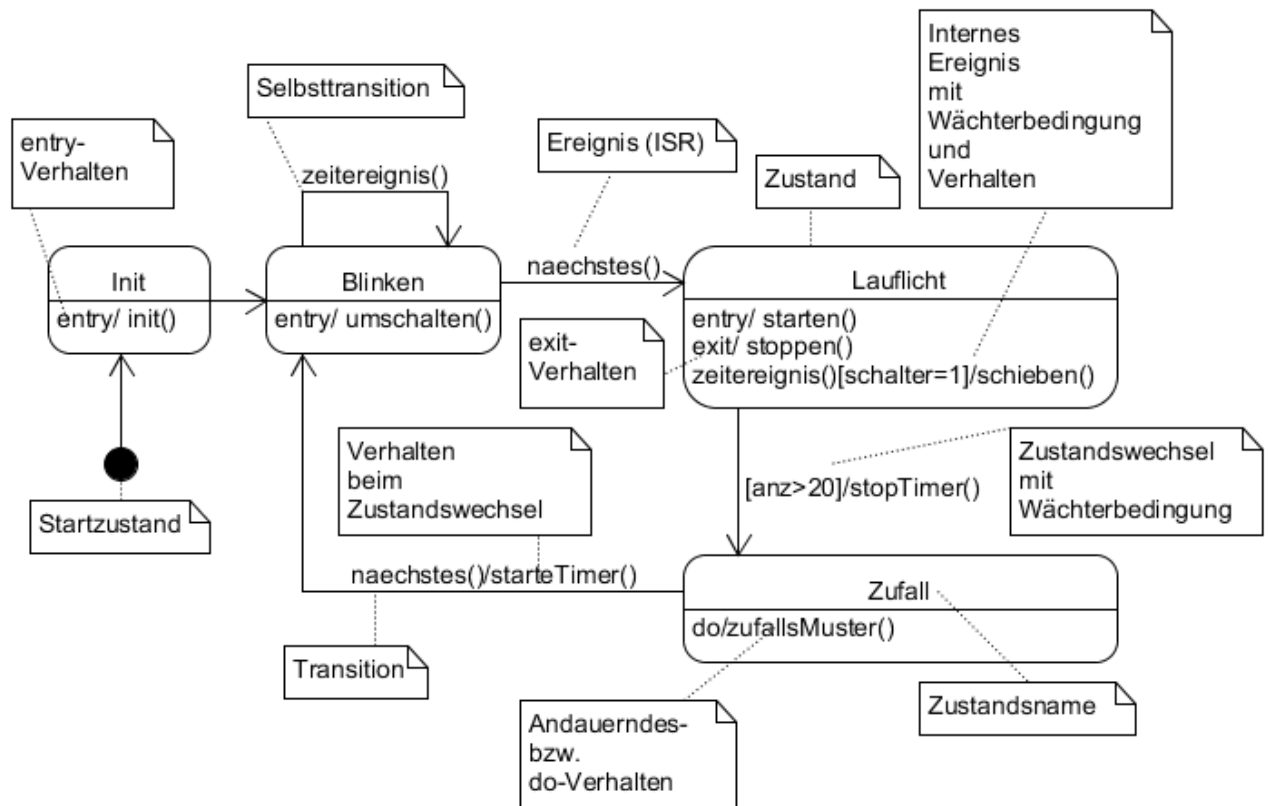 Internes
Ereignis
mit
Wächterbedingung
und
Verhalten
Selbsttransition
entry-
Verhalten
Ereignis (ISR)
Zustand
zeitereignis()
Init
entry/ init()
Blinken
entry/ umschalten()
naechstes()
Lauflicht
entry/ starten()
exit/ stoppen()
zeitereignis()[schalter=1]/schieben()
exit-
Verhalten
Startzustand
Verhalten
beim
Zustandswechsel
[anz>20]/stopTimer()
Zustandswechsel
mit
Wächterbedingung
naechstes()/starteTimer()
Zufall
do/zufallsMuster()
Transition
Andauerndes-
bzw.
do-Verhalten
Zustandsname